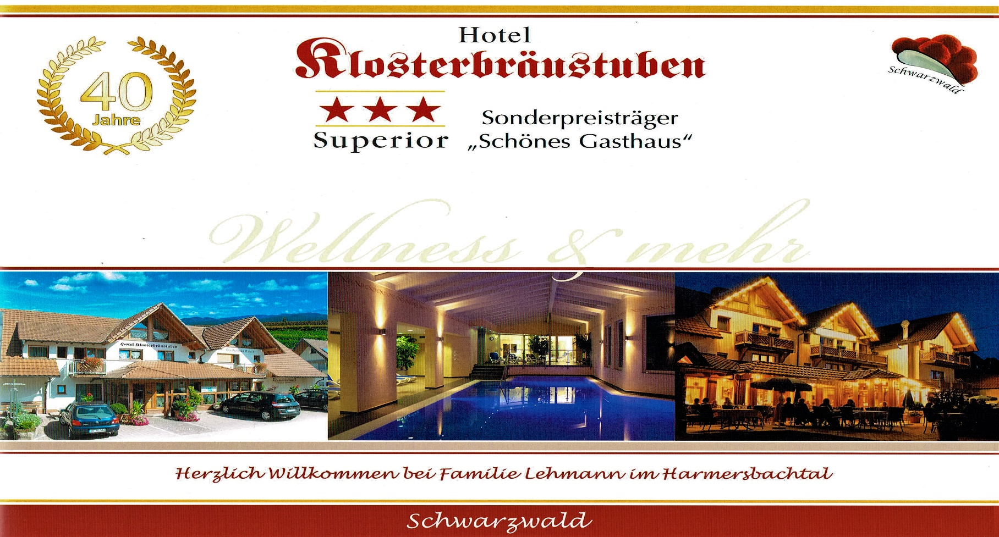 Hotel
Klosterbräustuben
40
Jahre
Schwarzwald
Superior
Sonderpreisträger
„Schönes Gasthaus“
Wellness & mehr
Hotel Klosterbräustuben
Herzlich Willkommen bei Familie Lehmann im Harmersbachtal
Schwarzwald